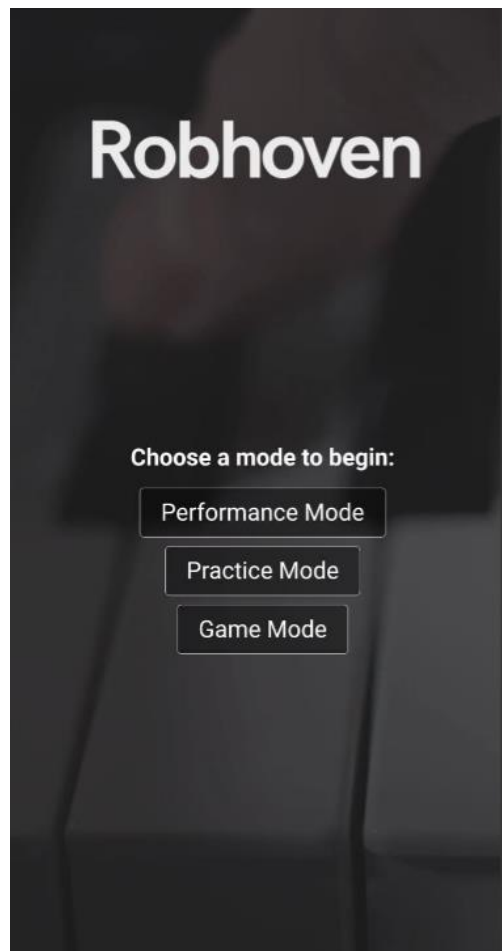 Robhoven
Choose a mode to begin:
Performance Mode
Practice Mode
Game Mode